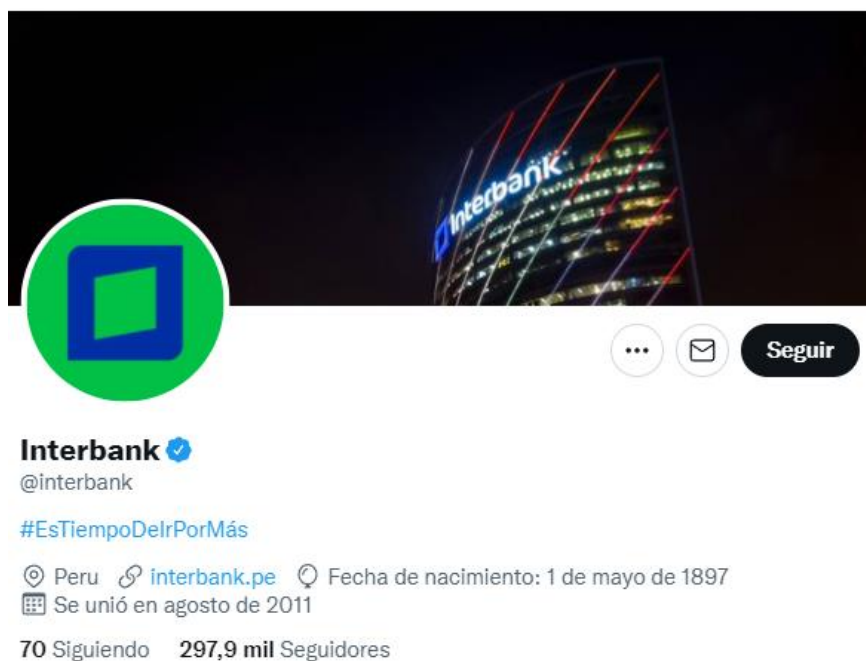 Interbank
Seguir
Interbank
@interbank
#EsTiempoDeIrPorMás
Peru interbank.pe Fecha de nacimiento: 1 de mayo de 1897
Se unió en agosto de 2011
70 Siguiendo 297,9 mil Seguidores